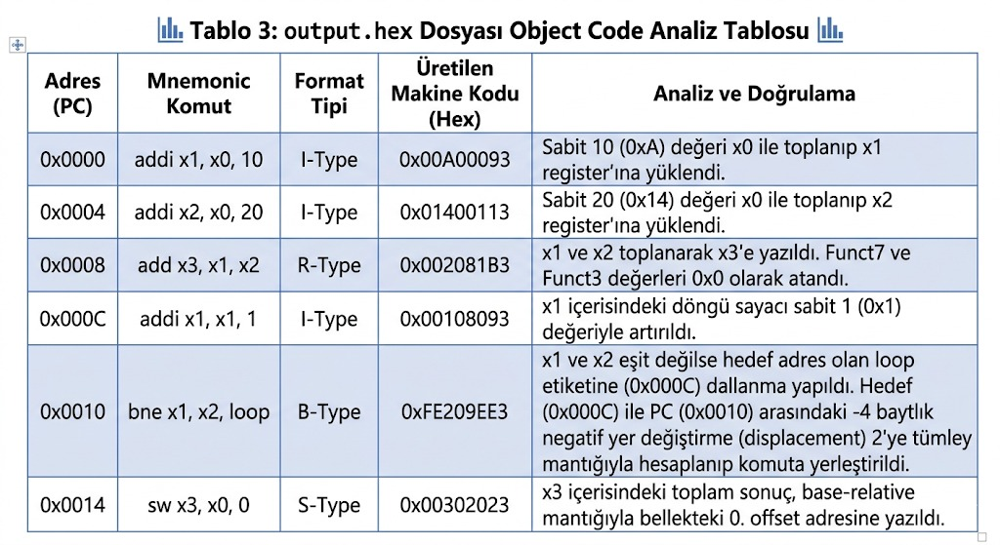 Tablo 3: output.hex Dosyası Object Code Analiz Tablosu
Adres
(PC)
Mnemonic
Komut
Format
Tipi
Üretilen
Makine Kodu
(Hex)
Analiz ve Doğrulama
0x0000
addi x1, x0, 10
I-Type
0x00A00093
Sabit 10 (0xA) değeri x0 ile toplanıp x1
register'ına yüklendi.
0x0004
addi x2, x0, 20
I-Type
0x01400113
Sabit 20 (0x14) değeri x0 ile toplanıp x2
register'ına yüklendi.
0x0008
add x3, x1, x2
R-Type
0x002081B3
x1 ve x2 toplanarak x3'e yazıldı. Funct7 ve
Funct3 değerleri 0x0 olarak atandı.
0x000C
addi x1, x1, 1
I-Type
0x00108093
x1 içerisindeki döngü sayacı sabit 1 (0x1)
değeriyle artırıldı.
0x0010
bne x1, x2, loop
B-Type
0xFE209EE3
x1 ve x2 eşit değilse hedef adres olan loop
etiketine (0x000C) dallanma yapıldı. Hedef
(0x000C) ile PC (0x0010) arasındaki -4 baytlık
negatif yer değiştirme (displacement) 2'ye tümley
mantığıyla hesaplanıp komuta yerleştirildi.
0x0014
sw x3, x0, 0
S-Type
0x00302023
x3 içerisindeki toplam sonuç, base-relative
mantığıyla bellekteki 0. offset adresine yazıldı.